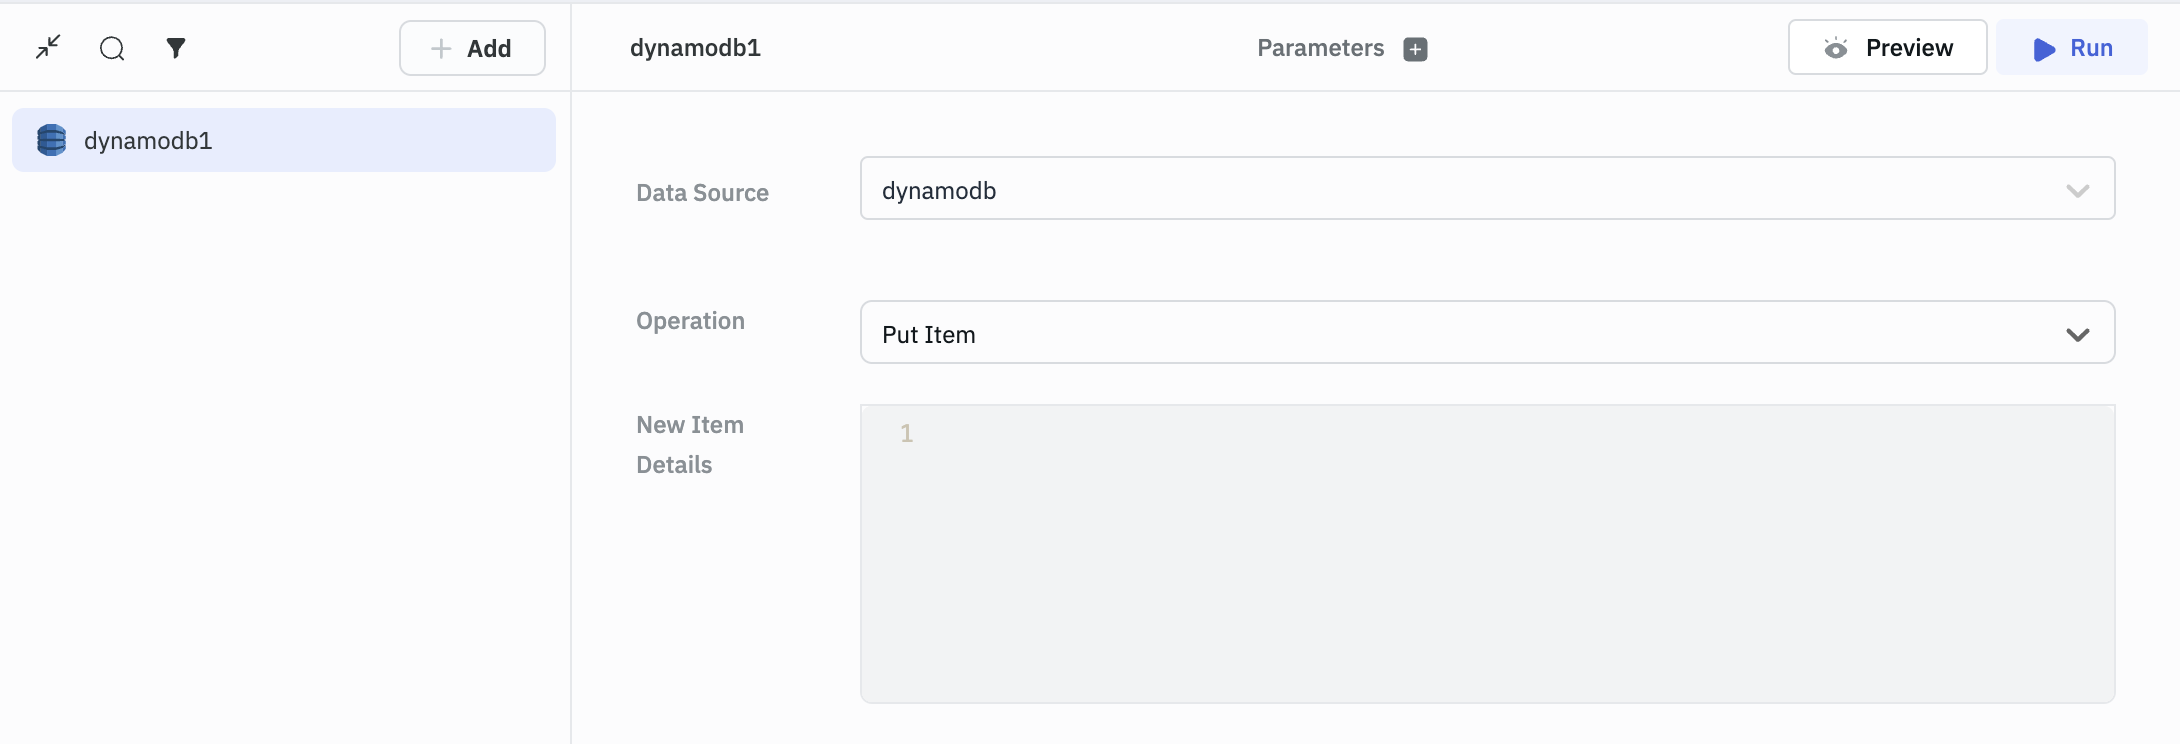 Add
dynamodb1
Parameters
Preview
Run
dynamodb1
Data Source
dynamodb
Operation
Put Item
New Item
Details
1